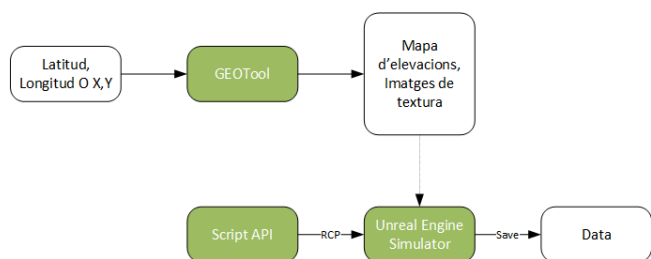 Latitud,
Longitud O X,Y
GEOTool
Mapa
d'elevacions,
Imatges de
textura
Script API
RCP
Unreal Engine
Simulator
Save
Data